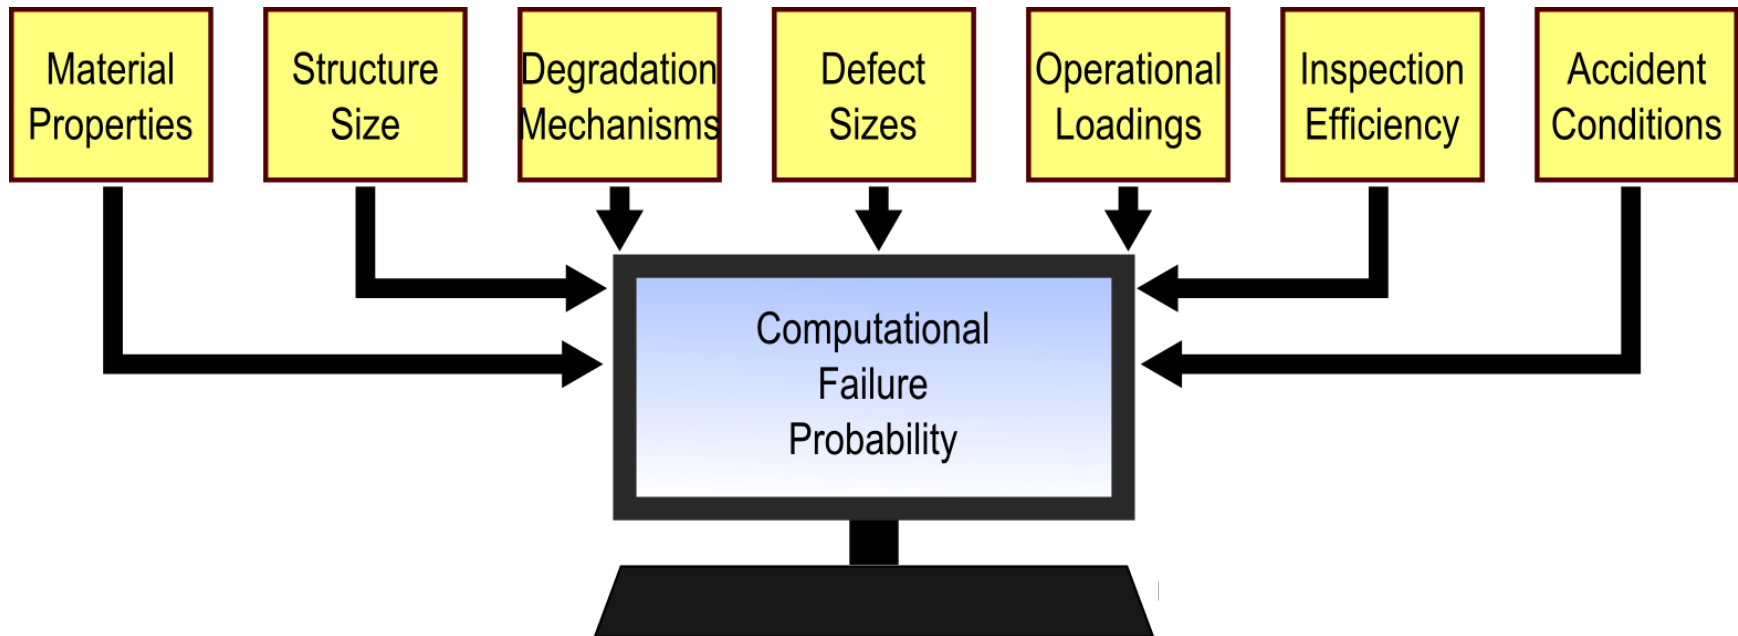 Material
Properties
Structure
Size
Degradation
Mechanisms
Defect
Sizes
Operational
Loadings
Inspection
Efficiency
Accident
Conditions
Computational
Failure
Probability